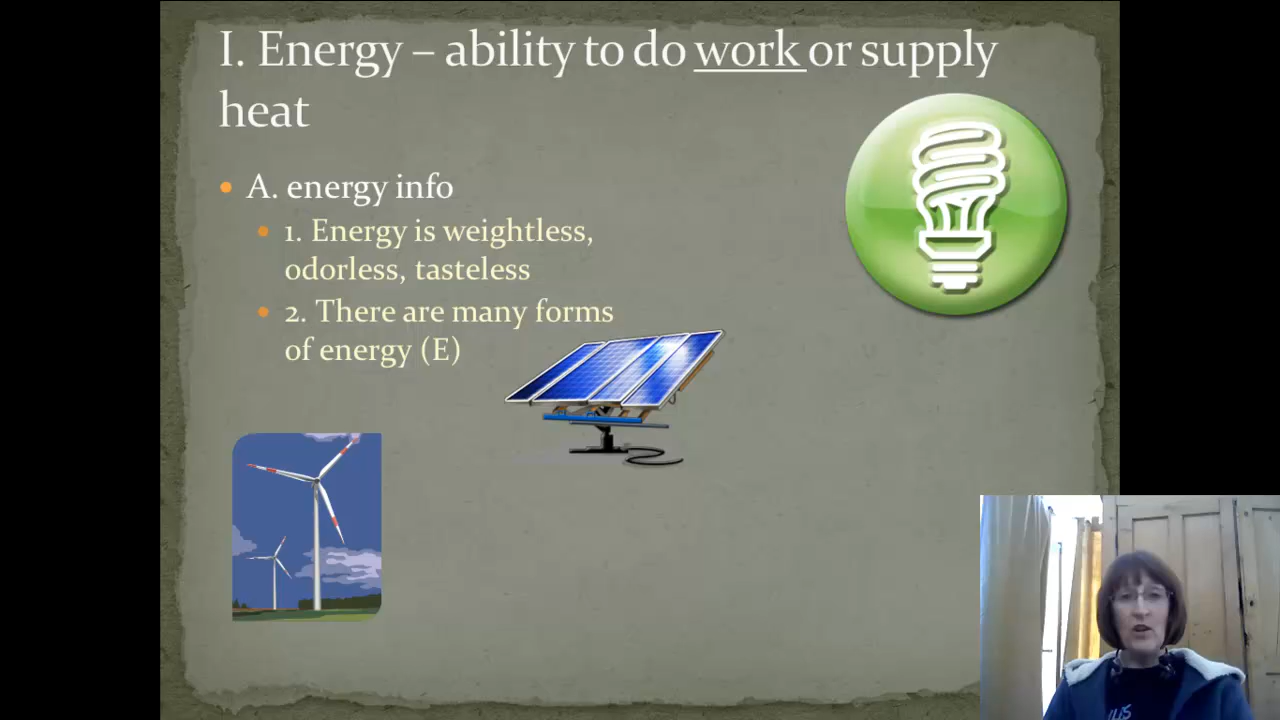 I. Energy – ability to do work or supply
heat
• A. energy info
• 1. Energy is weightless,
odorless, tasteless
• 2. There are many forms
of energy (E)